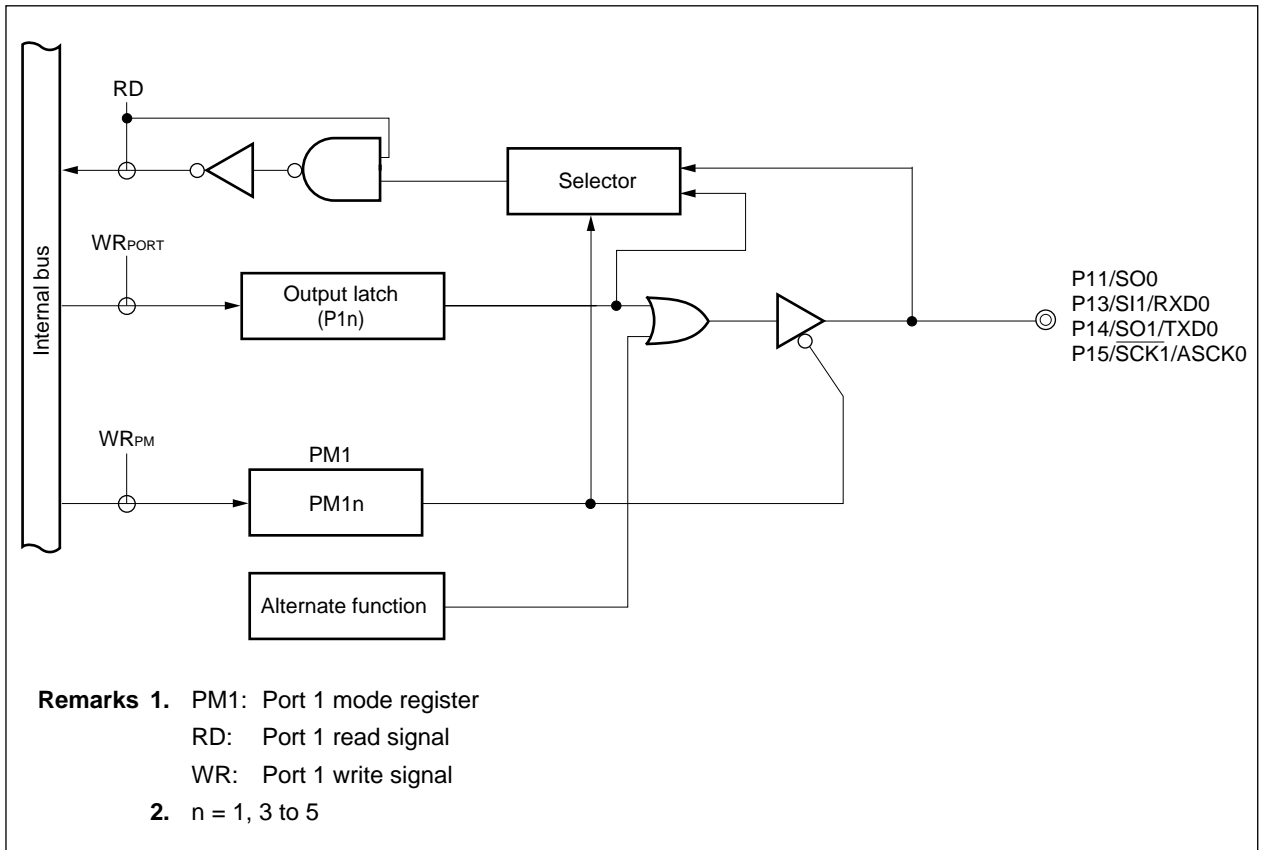 RD
Internal bus
WRPORT
Selector
Output latch
(P1n)
P11/SO0
P13/SI1/RXD0
P14/SO1/TXD0
P15/S̅C̅K̅1̅/ASCK0
WRPM
PM1
PM1n
Alternate function
Remarks 1. PM1: Port 1 mode register
RD: Port 1 read signal
WR: Port 1 write signal
2. n = 1, 3 to 5